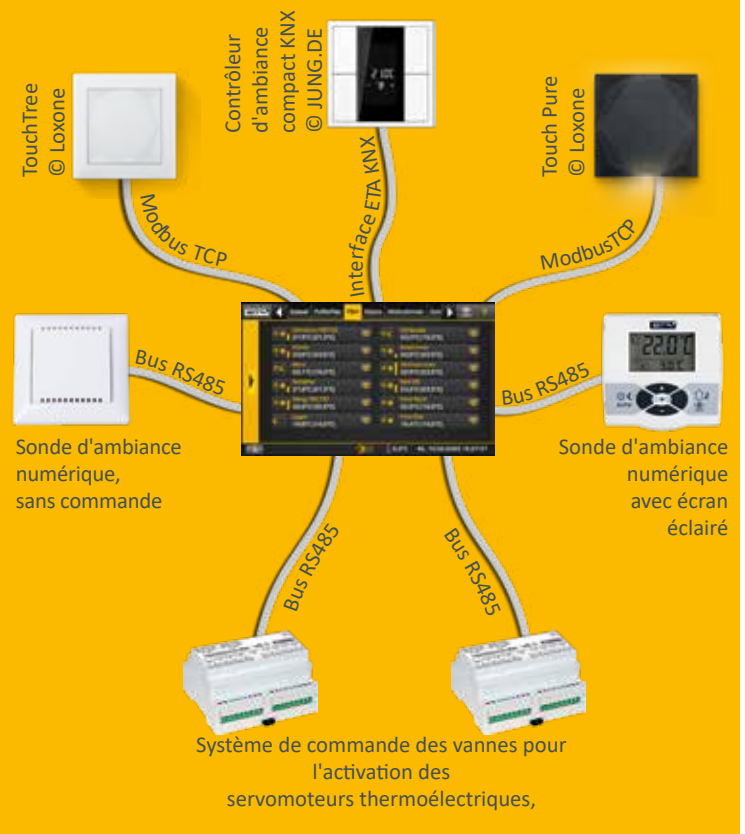 TouchTree
© Loxone
Contrôleur
d'ambiance
compact KNX
© JUNG.DE
Touch Pure
© Loxone
Modbus TCP
Interface ETA KNX
ModbusTCP
Bus RS485
Bus RS485
22.0°C
Sonde d'ambiance
numérique,
sans commande
Sonde d'ambiance
numérique
avec écran
éclairé
Bus RS485
Bus RS485
Système de commande des vannes pour
l'activation des
servomoteurs thermoélectriques,